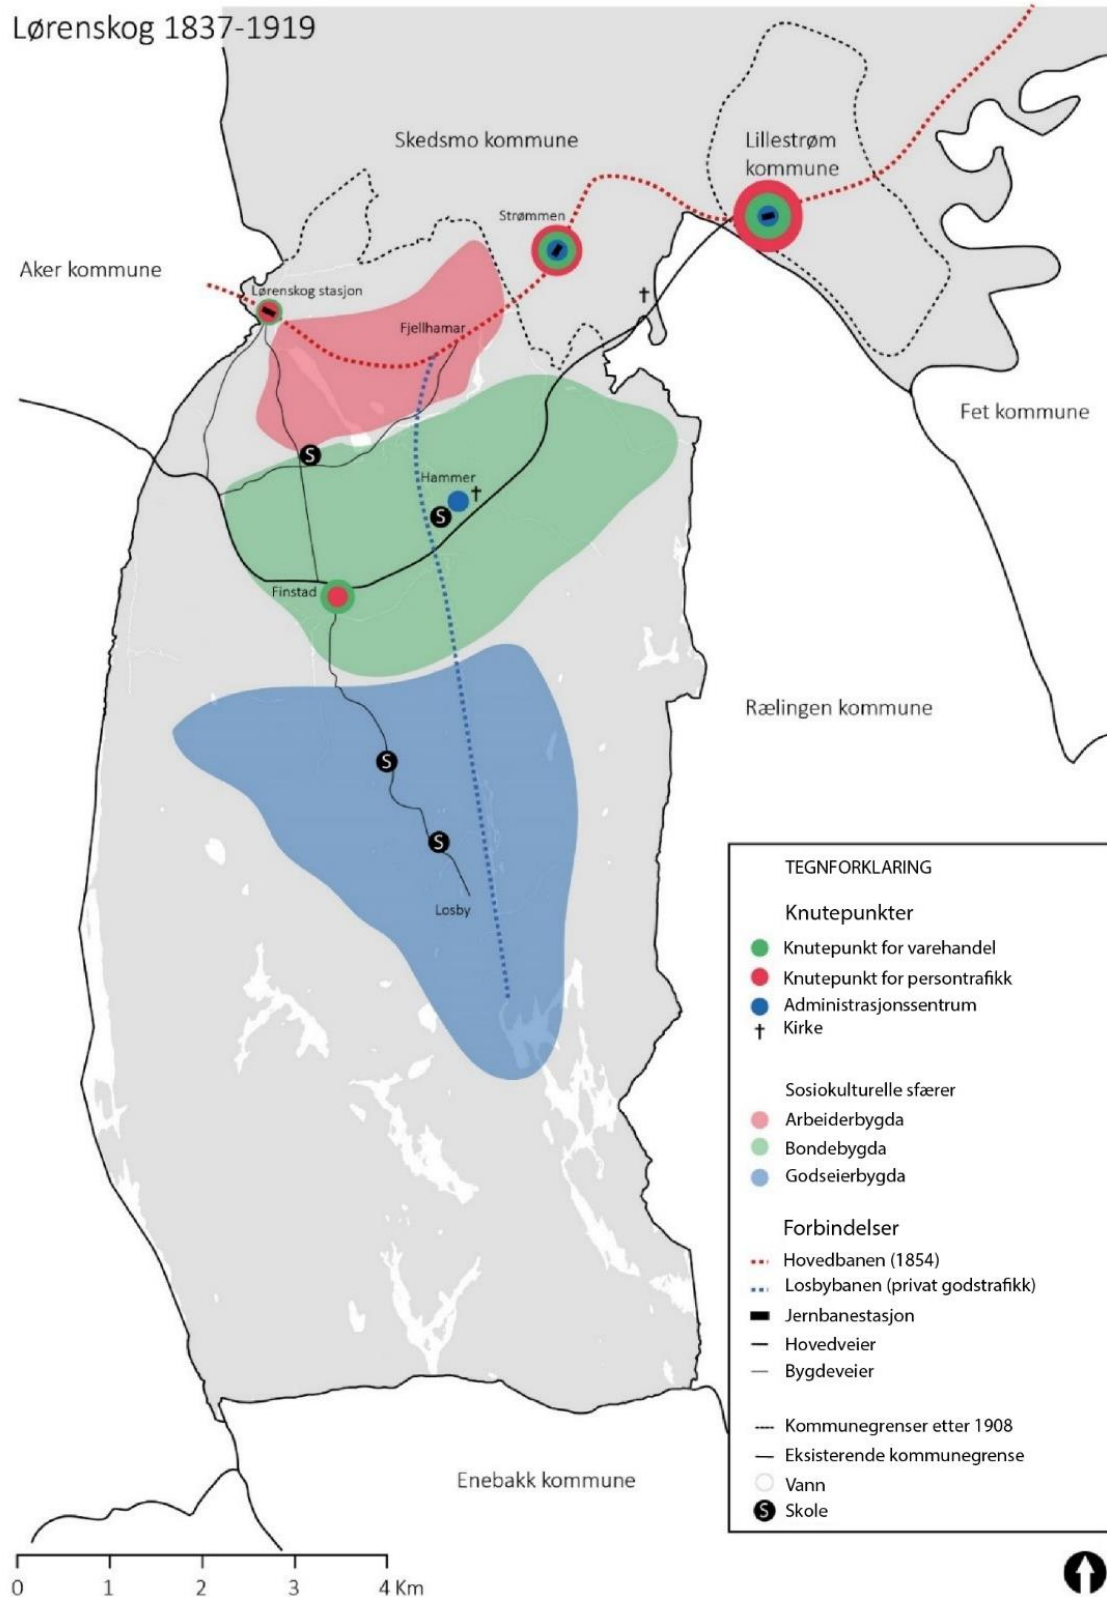 Lørenskog 1837-1919
Skedsmo kommune
Lillestrøm
kommune
Strømmen
Aker kommune
Lørenskog stasjon
Fjellhamar
Fet kommune
S
Hammer
S
Finstad
Rælingen kommune
S
S
Losby
TEGNFORKLARING
Knutepunkter
Knutepunkt for varehandel
Knutepunkt for persontrafikk
Administrasjonssentrum
Kirke
Sosiokulturelle sfærer
Arbeiderbygda
Bondebygda
Godseierbygda
Forbindelser
Hovedbanen (1854)
Losbybanen (privat godstrafikk)
Jernbanestasjon
Hovedveier
Bygdeveier
Kommunegrenser etter 1908
Eksisterende kommunegrense
Vann
S Skole
Enebakk kommune
0 1 2 3 4 Km